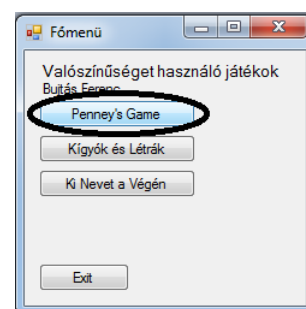 Főmenü
Valószínűséget használó játékok
Bujtás Ferenc
Penney's Game
Kígyók és Létrák
Ki Nevet a Végén
Exit